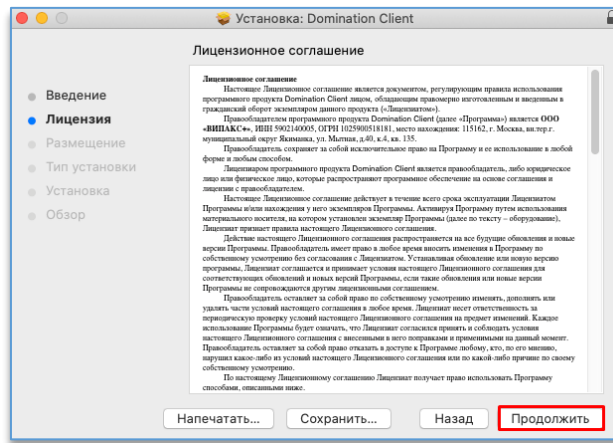 Установка: Domination Client
Лицензионное соглашение
Введение
Лицензия
Размещение
Тип установки
Установка
Обзор
Лицензионное соглашение
Настоящее Лицензионное соглашение является документом, регулирующим правила использования
программного продукта Domination Client лицом, обладающим правомерно изготовленным и введенным в
гражданский оборот экземпляром данного продукта («Лицензиатом»).
Правообладателем программного продукта Domination Client (далее «Программа») является ООО
«ВИПАКС+», ИНН 5902140005, ОГРН 1025900518181, место нахождения: 115162, г. Москва, вн.тер.г.
муниципальный округ Якиманка, ул. Мытная, д.40, к.4, кв. 135.
Правообладатель сохраняет за собой исключительное право на Программу и ее использование в любой
форме и любым способом.
Лицензиаром программного продукта Domination Client является правообладатель, либо юридическое
лицо или физическое лицо, которые распространяют программное обеспечение на основе соглашения и
лицензии с правообладателем.
Настоящее Лицензионное соглашение действует в течение всего срока эксплуатации Лицензиатом
Программы и/или нахождения у него экземпляров Программы. Активируя Программу путем использования
материального носителя, на котором установлен экземпляр Программы (далее по тексту – оборудование),
Лицензиат признает правила настоящего Лицензионного соглашения.
Действие настоящего Лицензионного соглашения распространяется на все будущие обновления и новые
версии Программы. Правообладатель имеет право в любое время вносить изменения в Программу по
собственному усмотрению без согласования с Лицензиатом. Устанавливая обновление или новую версию
программы, Лицензиат соглашается и принимает условия настоящего Лицензионного соглашения для
соответствующих обновлений и новых версий Программы, если такие обновления или новые версии
Программы не сопровождаются другим лицензионным соглашением.
Правообладатель оставляет за собой право по собственному усмотрению изменять, дополнять или
удалять части условий настоящего соглашения в любое время. Лицензиат несет ответственность за
периодическую проверку условий настоящего Лицензионного соглашения на предмет изменений. Каждое
использование Программы будет означать, что Лицензиат согласился принять и соблюдать условия
настоящего Лицензионного соглашения с внесенными в него поправками и применимыми на данный момент.
Правообладатель оставляет за собой право отказать в доступе к Программе любому, кто, по его мнению,
нарушил какое-либо из условий настоящего Лицензионного соглашения или по какой-либо причине по своему
собственному усмотрению.
По настоящему Лицензионному соглашению Лицензиат получает право использовать Программу
способами, описанными ниже.
Напечатать...
Сохранить...
Назад
Продолжить